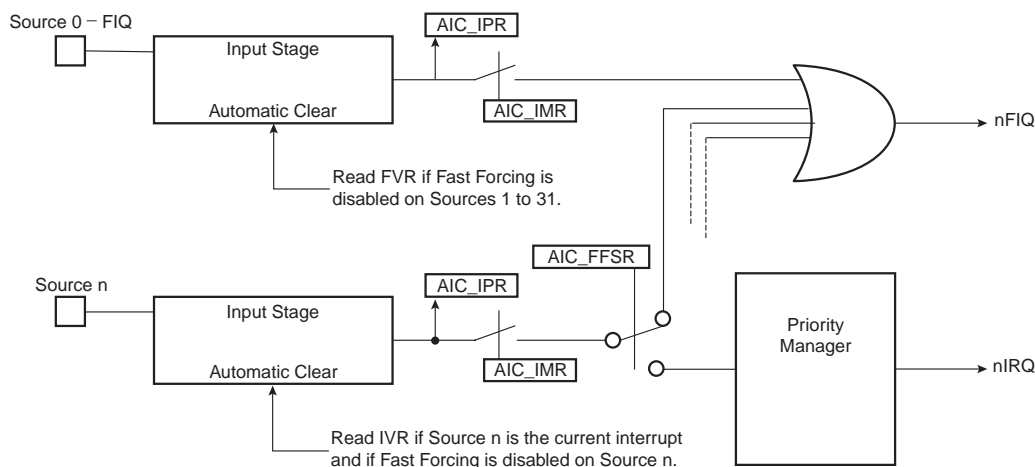 Source 0 – FIQ
AIC_IPR
Input Stage
Automatic Clear
AIC_IMR
nFIQ
Read FVR if Fast Forcing is
disabled on Sources 1 to 31.
AIC_FFSR
Source n
AIC_IPR
Input Stage
Priority
Manager
Automatic Clear
AIC_IMR
nIRQ
Read IVR if Source n is the current interrupt
and if Fast Forcing is disabled on Source n.